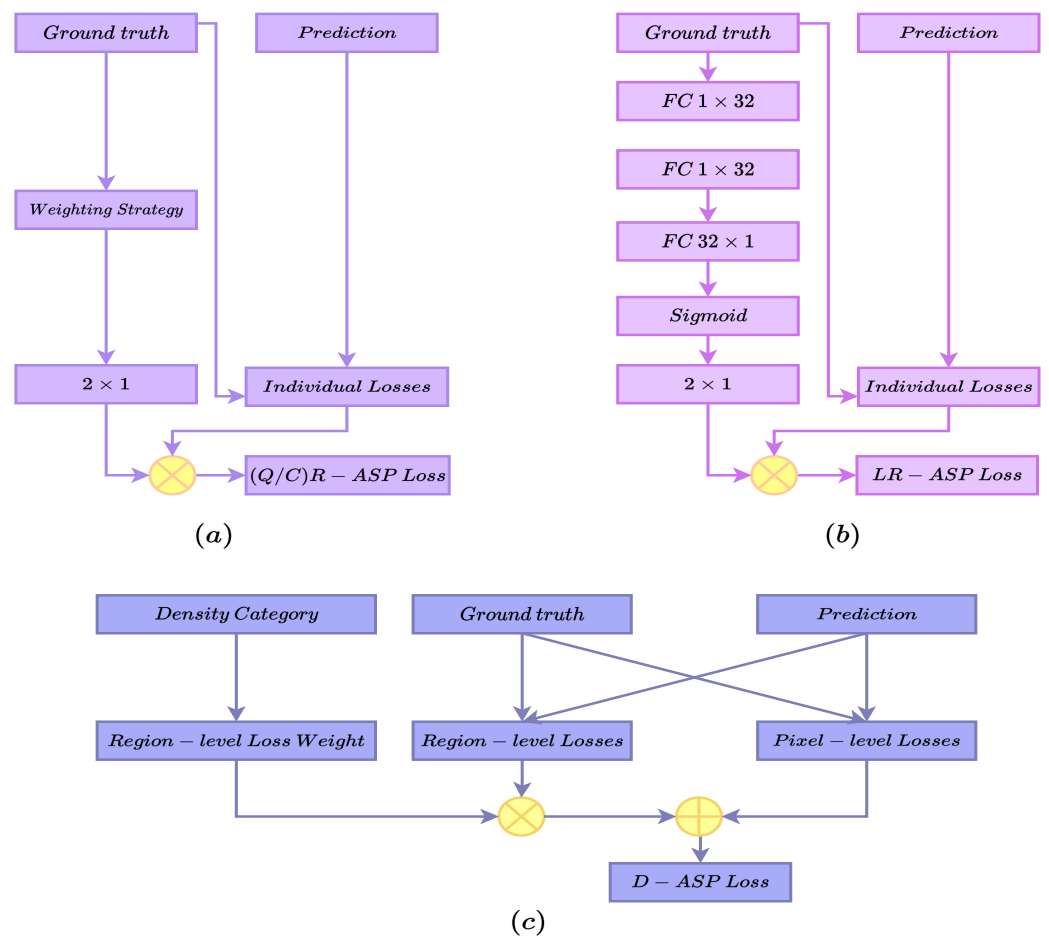 Ground truth
Prediction
Weighting Strategy
2 × 1
Individual Losses
(Q/C)R − ASP Loss
(a)
Ground truth
Prediction
FC 1 × 32
FC 1 × 32
FC 32 × 1
Sigmoid
2 × 1
Individual Losses
LR − ASP Loss
(b)
Density Category
Ground truth
Prediction
Region − level Loss Weight
Region − level Losses
Pixel − level Losses
D − ASP Loss
(c)